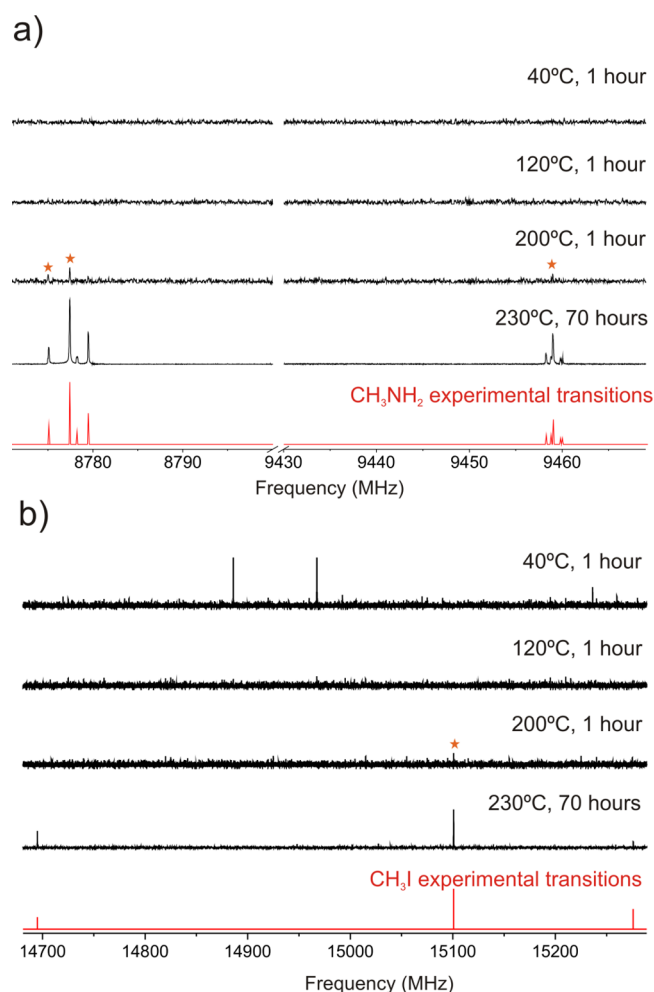 a)
40ºC, 1 hour
120ºC, 1 hour
200ºC, 1 hour
230ºC, 70 hours
CH₃NH₂ experimental transitions
8780 8790 9430 9440 9450 9460
Frequency (MHz)
b)
40ºC, 1 hour
120ºC, 1 hour
200ºC, 1 hour
230ºC, 70 hours
CH₃I experimental transitions
14700 14800 14900 15000 15100 15200
Frequency (MHz)